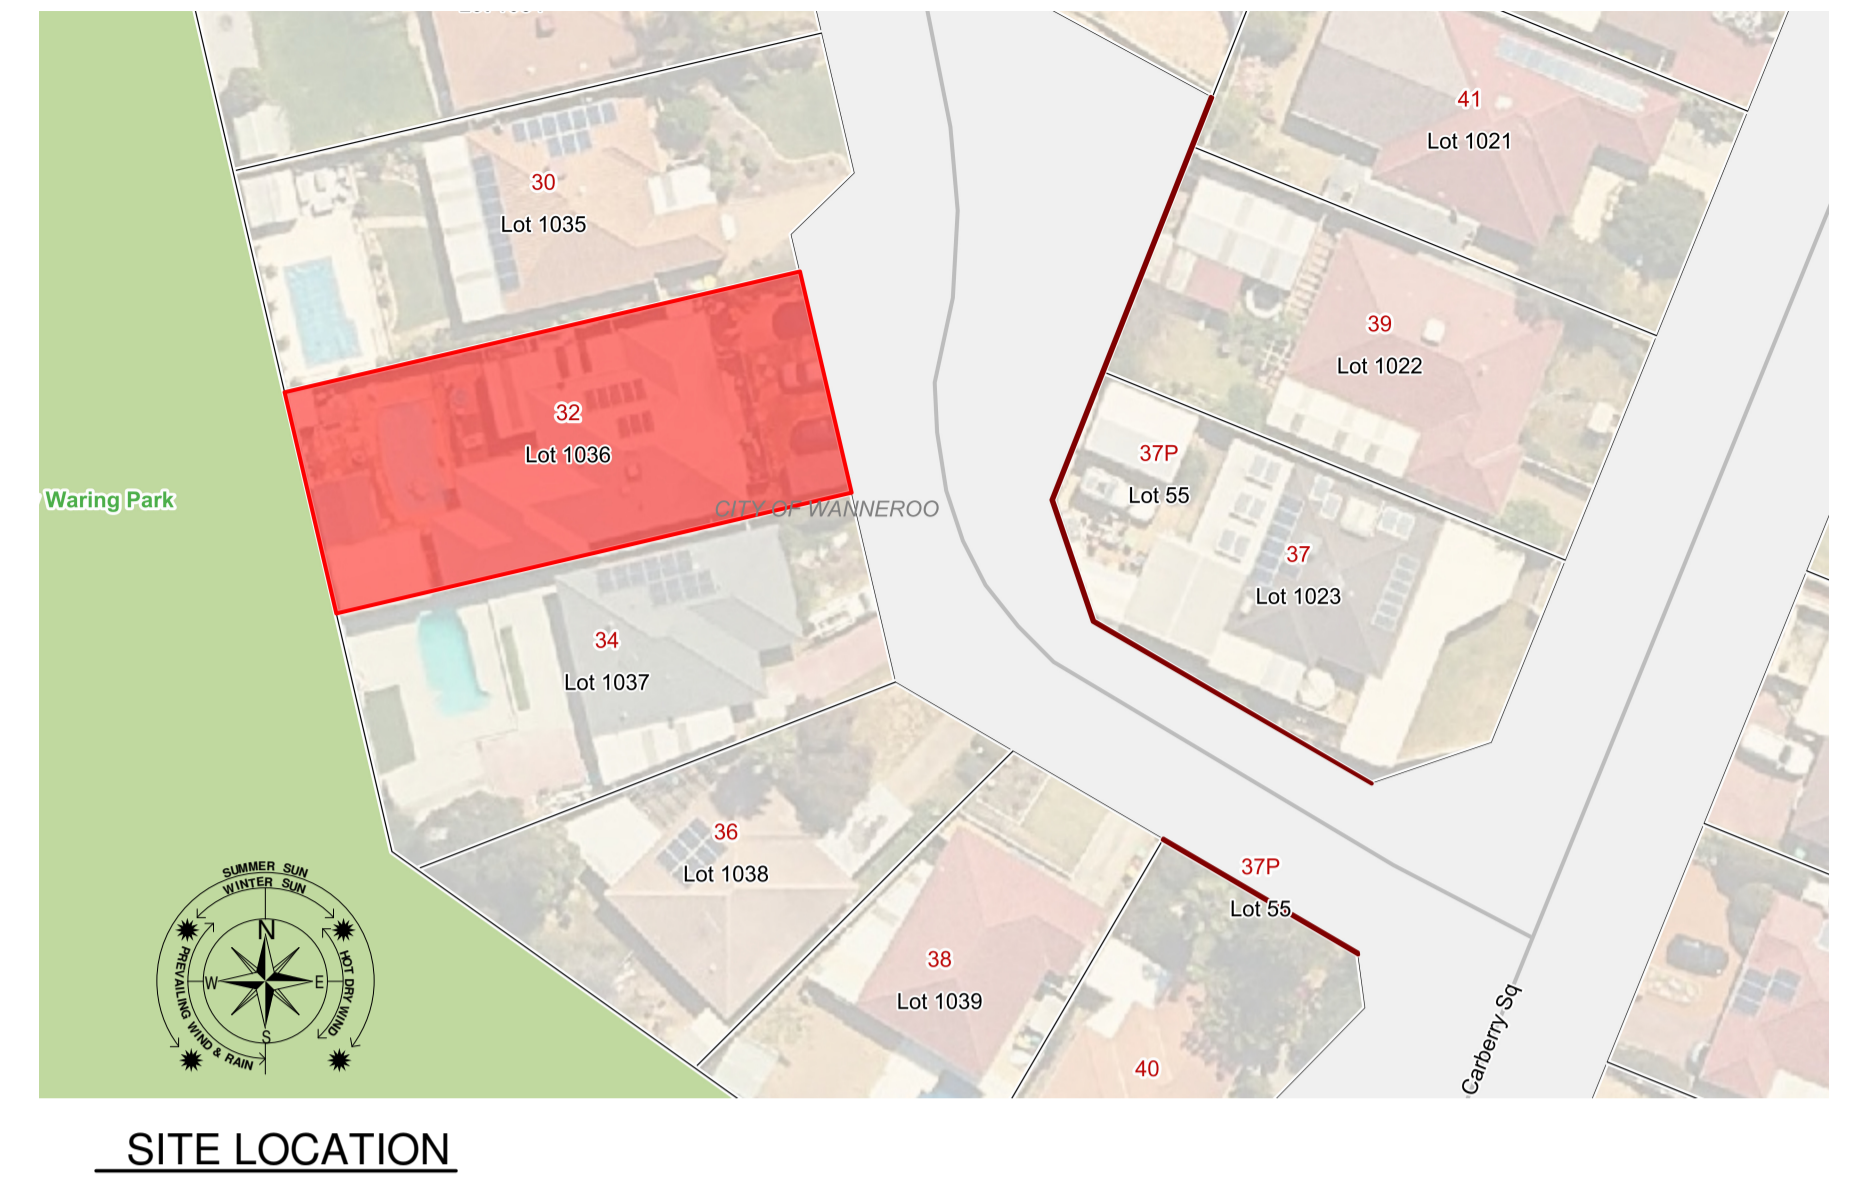 41
Lot 1021
30
Lot 1035
39
Lot 1022
32
Lot 1036
37P
Lot 55
Waring Park
CITY OF WANNEROO
37
Lot 1023
34
Lot 1037
36
Lot 1038
37P
Lot 55
38
Lot 1039
40
Carberry Sq
SUMMER SUN
WINTER SUN
N
W
E
S
PREVAILING WIND & RAIN
HOT DRY WIND
SITE LOCATION